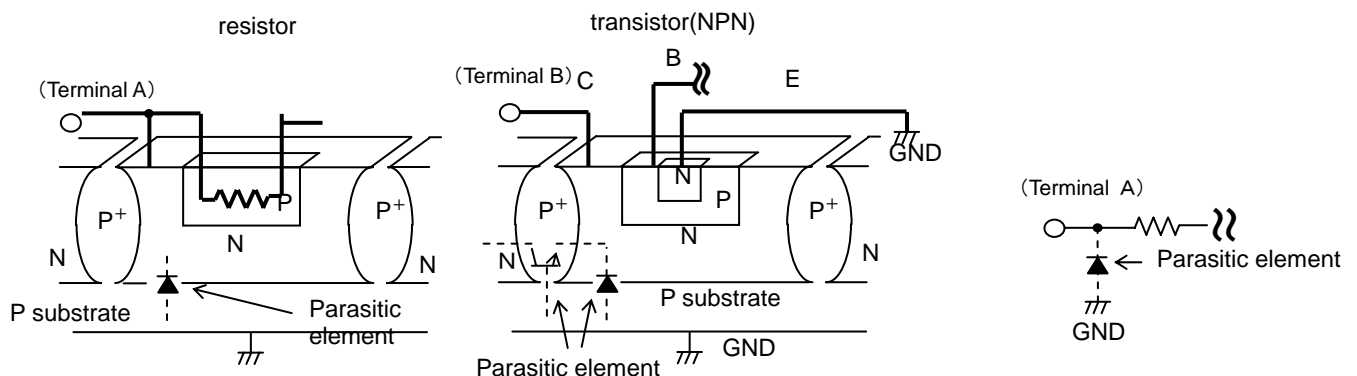 resistor
(Terminal A)
P
P+
P+
N
N
N
P substrate
Parasitic
element
transistor(NPN)
(Terminal B)
C
B
E
GND
N
P
P+
P+
N
N
N
P substrate
GND
Parasitic element
(Terminal A)
Parasitic element
GND